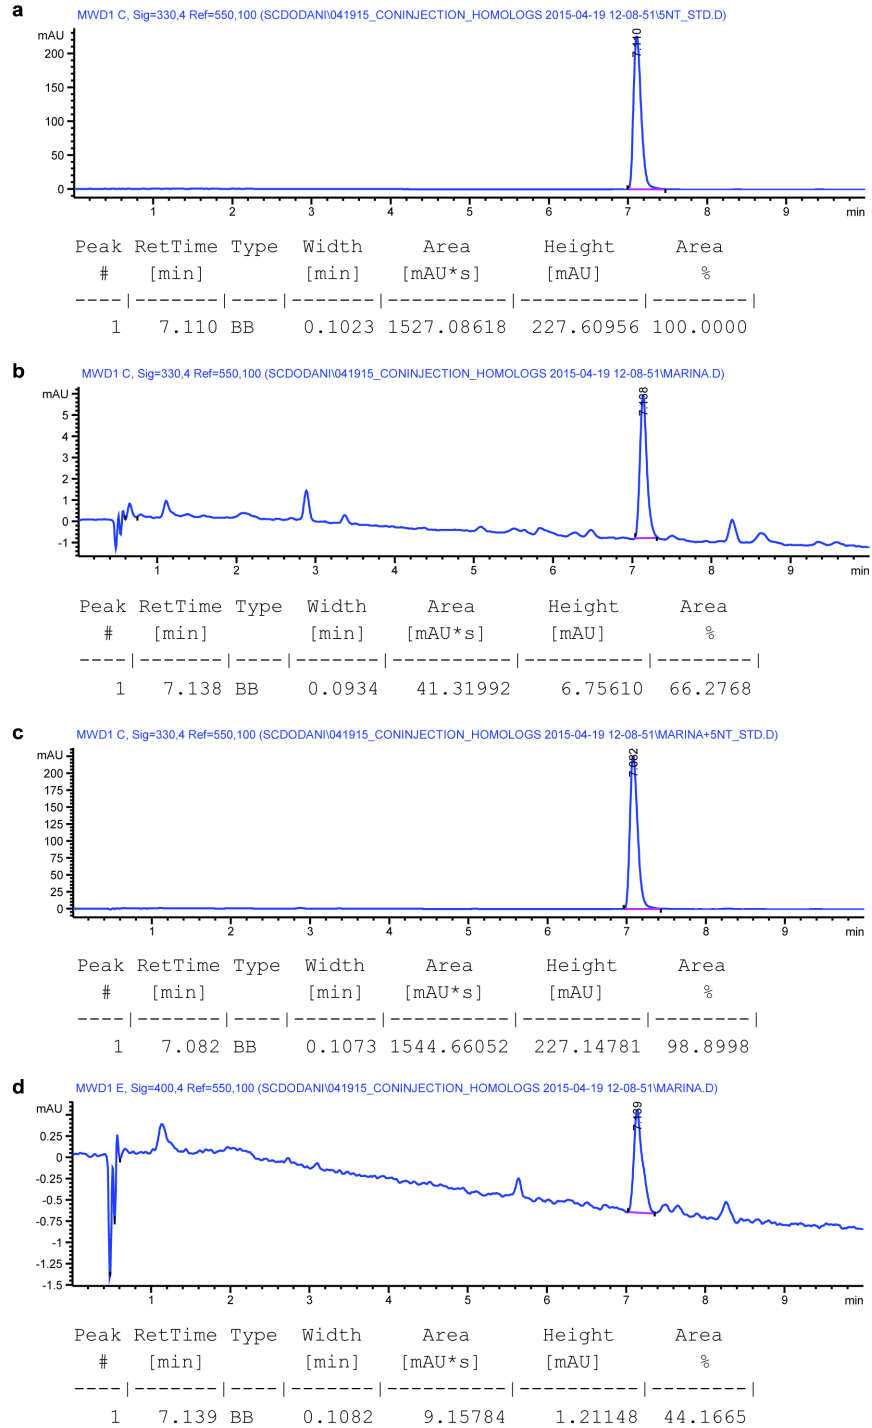 a
MWD1 C, Sig=330,4 Ref=550,100 (SCDODANI\041915_CONINJECTION_HOMOLOGS 2015-04-19 12-08-51\5NT_STD.D)
mAU
200
150
100
50
0
7.110
1 2 3 4 5 6 7 8 9 min
Peak RetTime Type Width Area Height Area
# [min] [min] [mAU*s] [mAU] %
----|-------|----|-------|----------|----------|--------|
1 7.110 BB 0.1023 1527.08618 227.60956 100.0000
b
MWD1 C, Sig=330,4 Ref=550,100 (SCDODANI\041915_CONINJECTION_HOMOLOGS 2015-04-19 12-08-51\MARINA.D)
mAU
5
4
3
2
1
0
-1
7.138
1 2 3 4 5 6 7 8 9 min
Peak RetTime Type Width Area Height Area
# [min] [min] [mAU*s] [mAU] %
----|-------|----|-------|----------|----------|--------|
1 7.138 BB 0.0934 41.31992 6.75610 66.2768
c
MWD1 C, Sig=330,4 Ref=550,100 (SCDODANI\041915_CONINJECTION_HOMOLOGS 2015-04-19 12-08-51\MARINA+5NT_STD.D)
mAU
200
175
150
125
100
75
50
25
0
7.082
1 2 3 4 5 6 7 8 9 min
Peak RetTime Type Width Area Height Area
# [min] [min] [mAU*s] [mAU] %
----|-------|----|-------|----------|----------|--------|
1 7.082 BB 0.1073 1544.66052 227.14781 98.8998
d
MWD1 E, Sig=400,4 Ref=550,100 (SCDODANI\041915_CONINJECTION_HOMOLOGS 2015-04-19 12-08-51\MARINA.D)
mAU
0.25
0
-0.25
-0.5
-0.75
-1
-1.25
-1.5
7.139
1 2 3 4 5 6 7 8 9 min
Peak RetTime Type Width Area Height Area
# [min] [min] [mAU*s] [mAU] %
----|-------|----|-------|----------|----------|--------|
1 7.139 BB 0.1082 9.15784 1.21148 44.1665